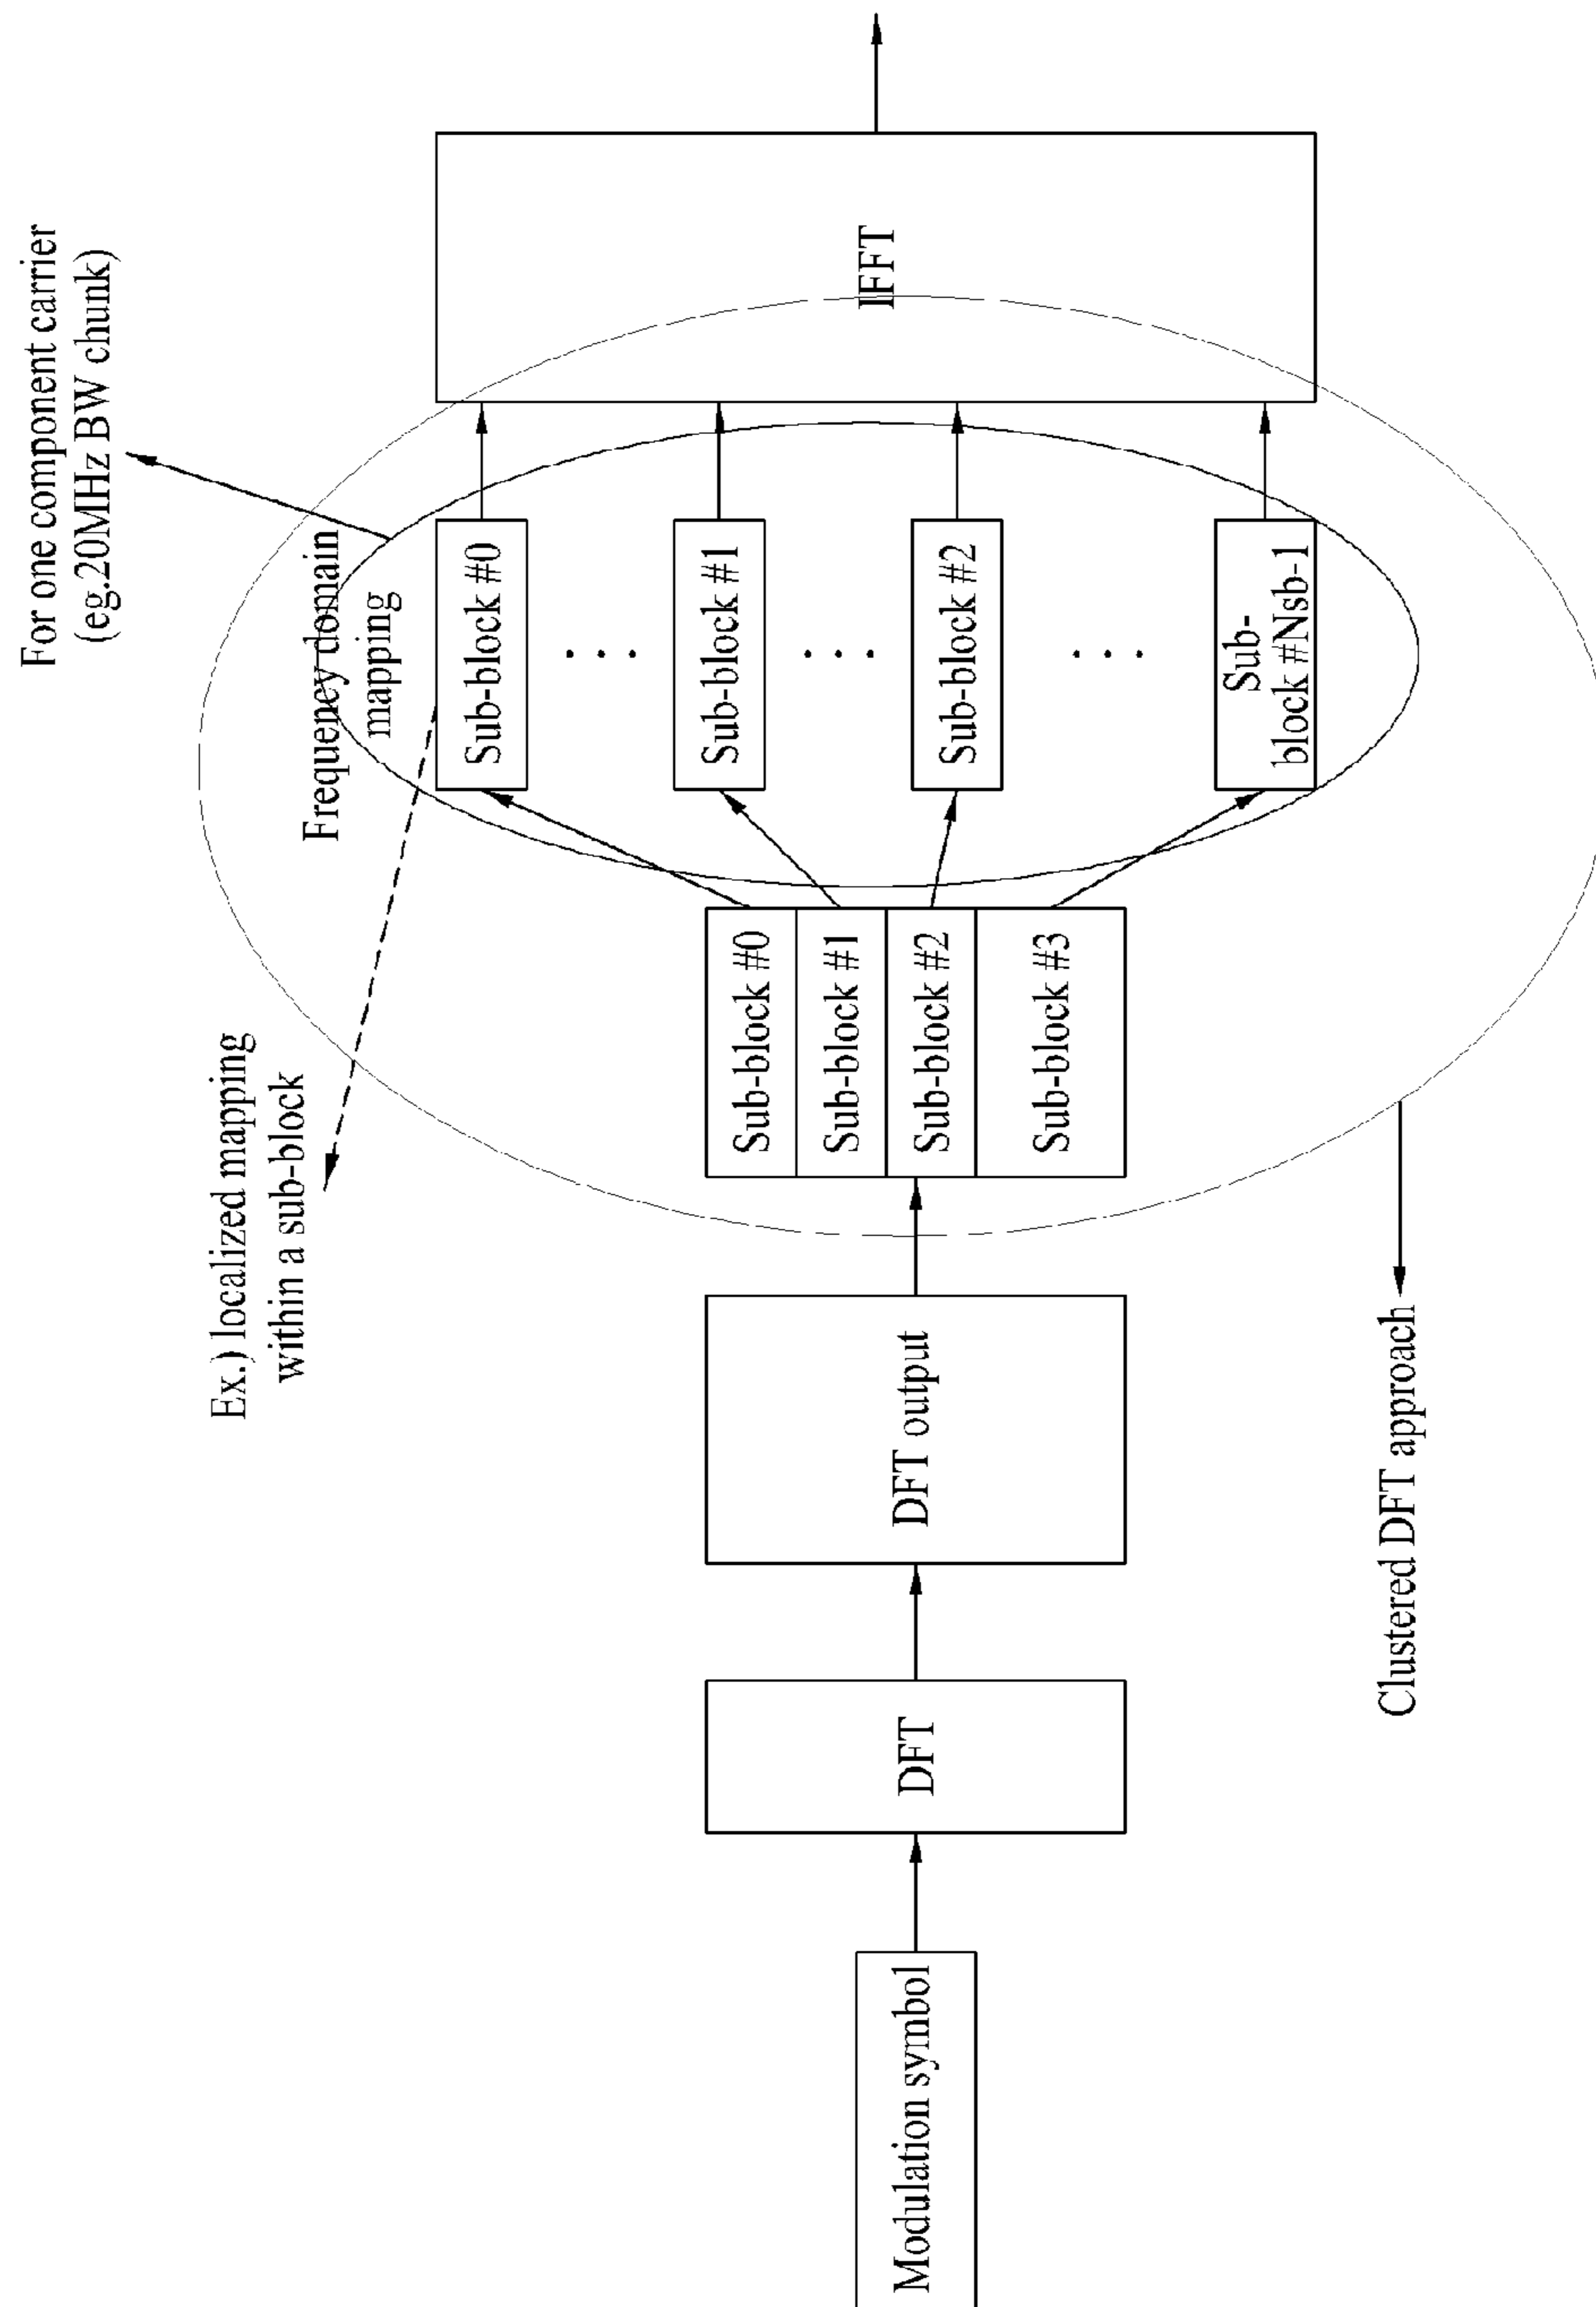 Modulation symbol
DFT
DFT output
Sub-block #0
Sub-block #1
Sub-block #2
Sub-block #3
Frequency domain
mapping
Sub-block #0
. . .
Sub-block #1
. . .
Sub-block #2
. . .
Sub-
block #Nsb-1
IFFT
For one component carrier
(eg.20MHz BW chunk)
Ex.) localized mapping
within a sub-block
Clustered DFT approach